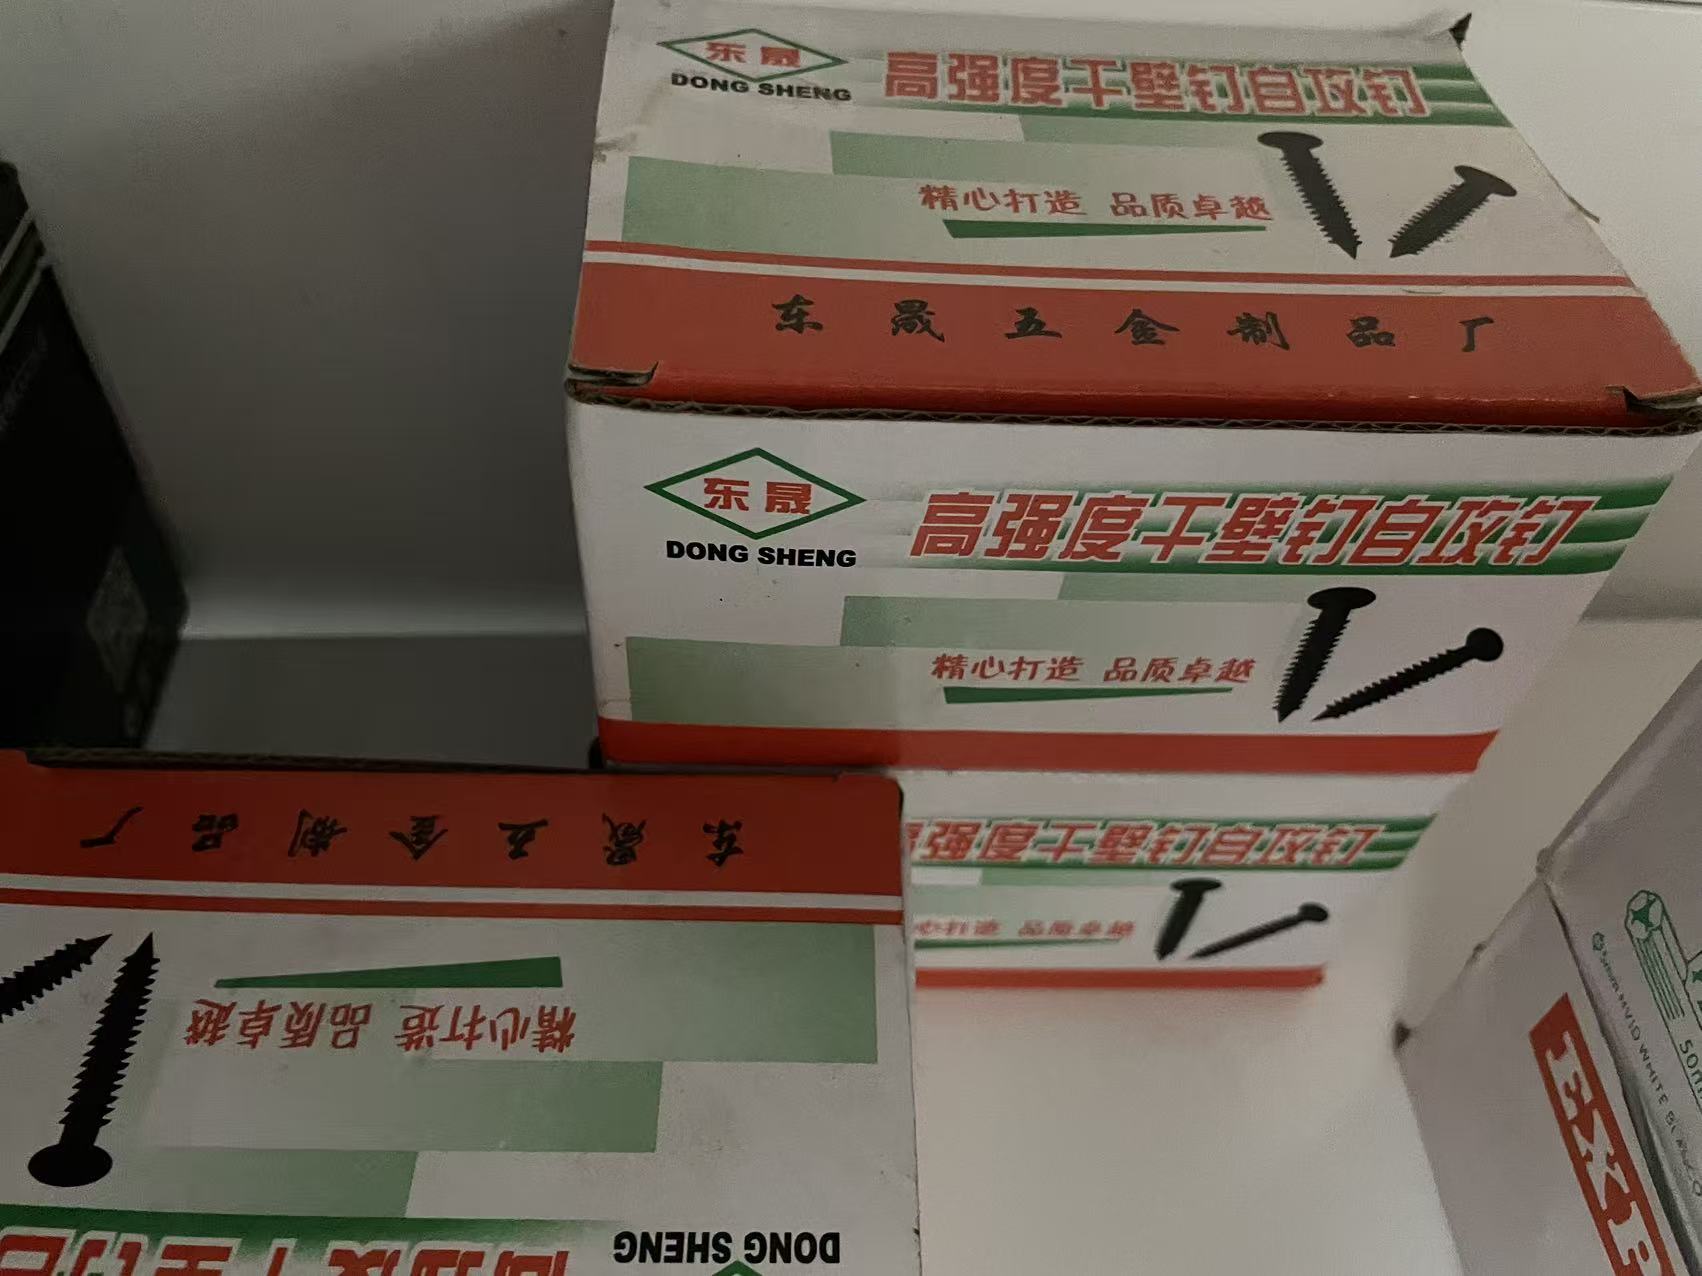 东晟
DONG SHENG
高强度干壁钉自攻钉
精心打造 品质卓越
东晟五金制品厂
东晟
DONG SHENG
高强度干壁钉自攻钉
精心打造 品质卓越
强度干壁钉自攻钉
心打造 品质卓越
东晟五金制品厂
精心打造 品质卓越
DONG SHENG
WHITE